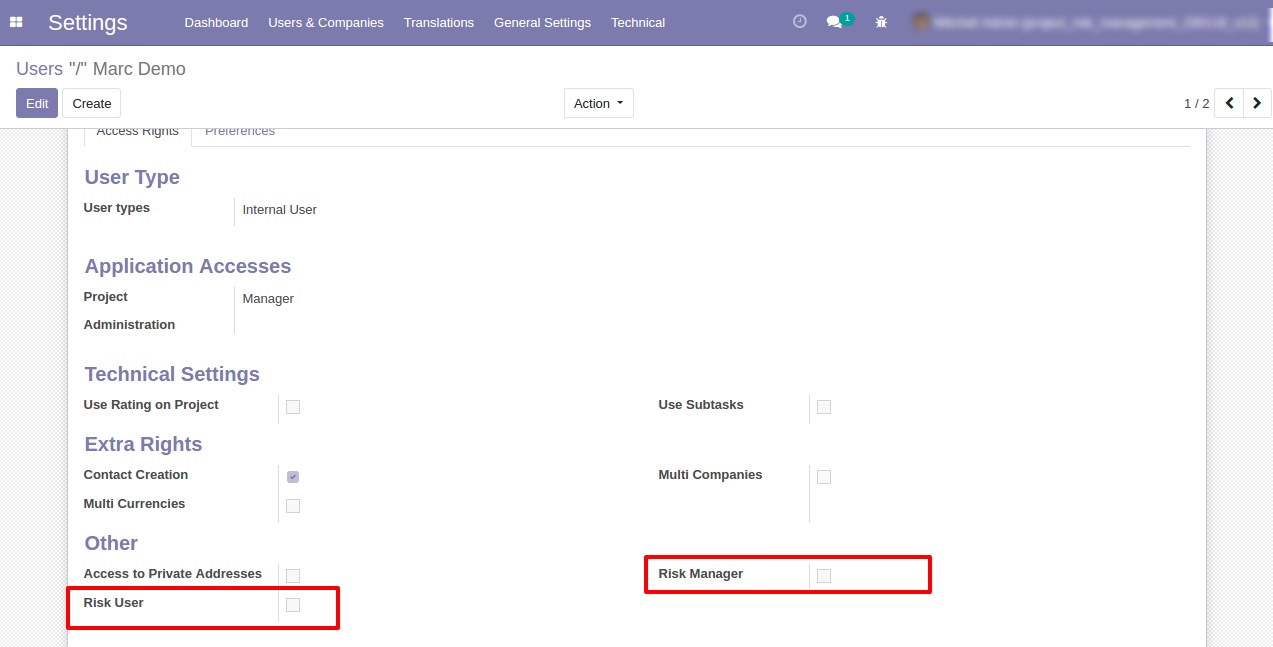 Settings Dashboard Users & Companies Translations General Settings Technical 1
Users "/" Marc Demo
Edit Create Action 1 / 2
Access Rights Preferences
User Type
User types Internal User
Application Accesses
Project Manager
Administration
Technical Settings
Use Rating on Project Use Subtasks
Extra Rights
Contact Creation Multi Companies
Multi Currencies
Other
Access to Private Addresses Risk Manager
Risk User